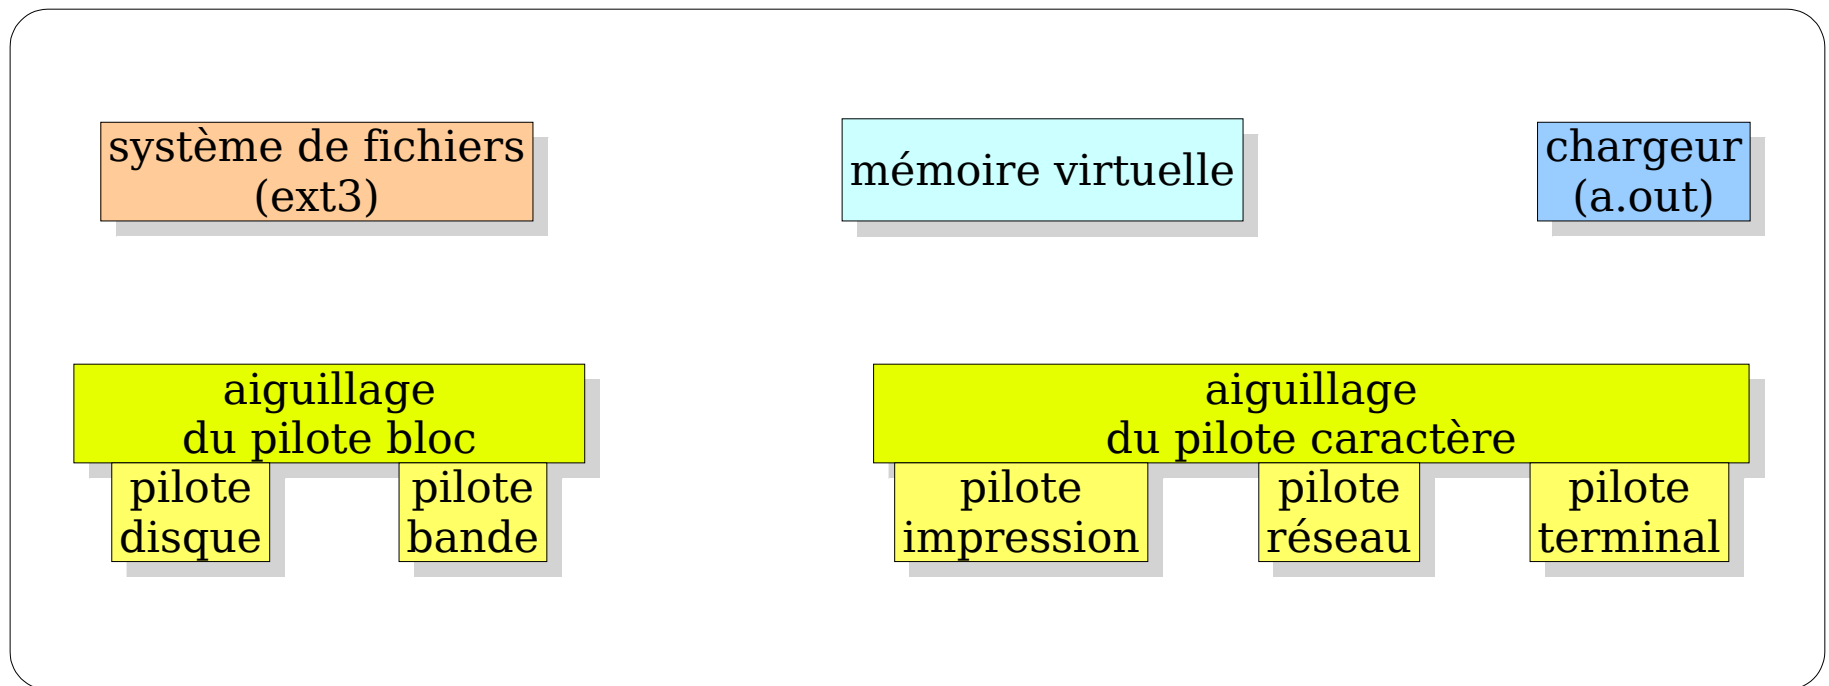 système de fichiers
(ext3)
mémoire virtuelle
chargeur
(a.out)
aiguillage
du pilote bloc
aiguillage
du pilote caractère
pilote
disque
pilote
bande
pilote
impression
pilote
réseau
pilote
terminal